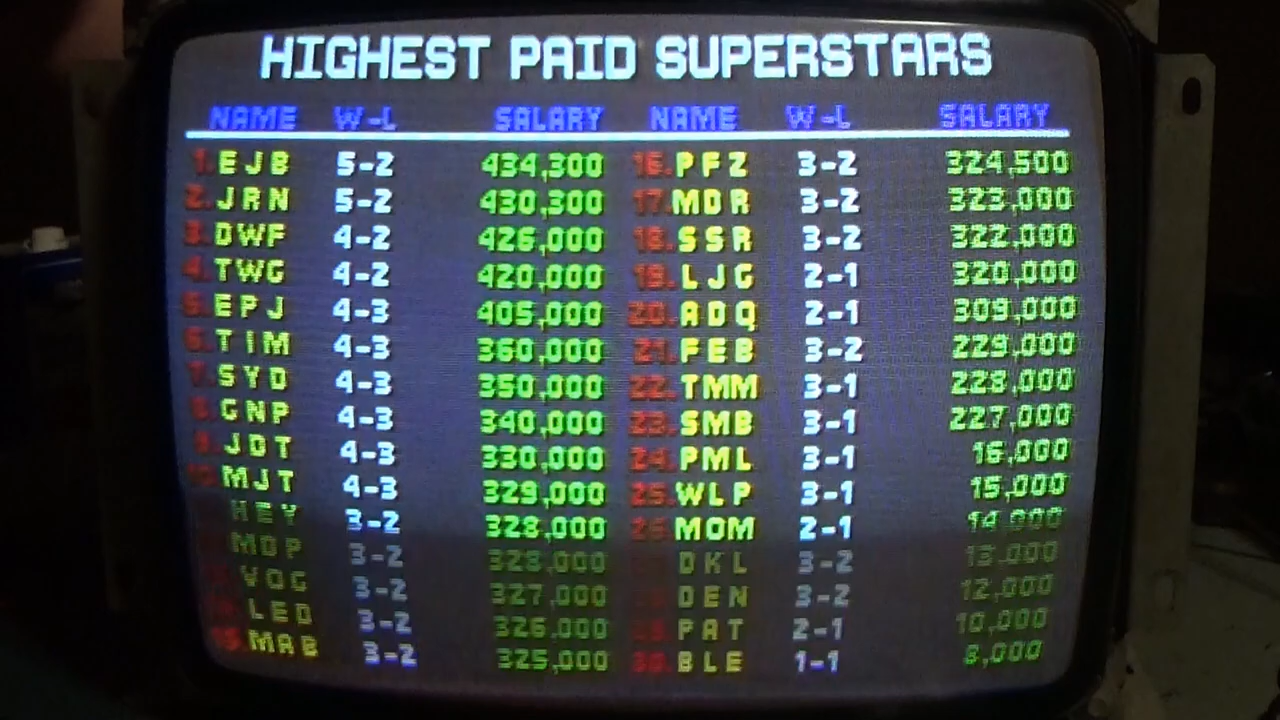 HIGHEST PAID SUPERSTARS
NAME W-L SALARY NAME W-L SALARY
1. EJB 5-2 434,300 16. PFZ 3-2 324,500
2. JRN 5-2 430,300 17. MDR 3-2 323,000
3. DWF 4-2 426,000 18. SSR 3-2 322,000
4. TWG 4-2 420,000 19. LJG 2-1 320,000
5. EPJ 4-3 405,000 20. ADQ 2-1 309,000
6. TIM 4-3 360,000 21. FEB 3-2 229,000
7. SYD 4-3 350,000 22. TMM 3-1 228,000
8. GNP 4-3 340,000 23. SMB 3-1 227,000
9. JDT 4-3 330,000 24. PML 3-1 16,000
10. MJT 4-3 329,000 25. WLP 3-1 15,000
HEY 3-2 328,000 26. MOM 2-1 14,000
MDP 3-2 328,000 DKL 3-2 13,000
VOG 3-2 327,000 DEN 3-2 12,000
LED 3-2 326,000 PAT 2-1 10,000
15. MAB 3-2 325,000 30. BLE 1-1 8,000